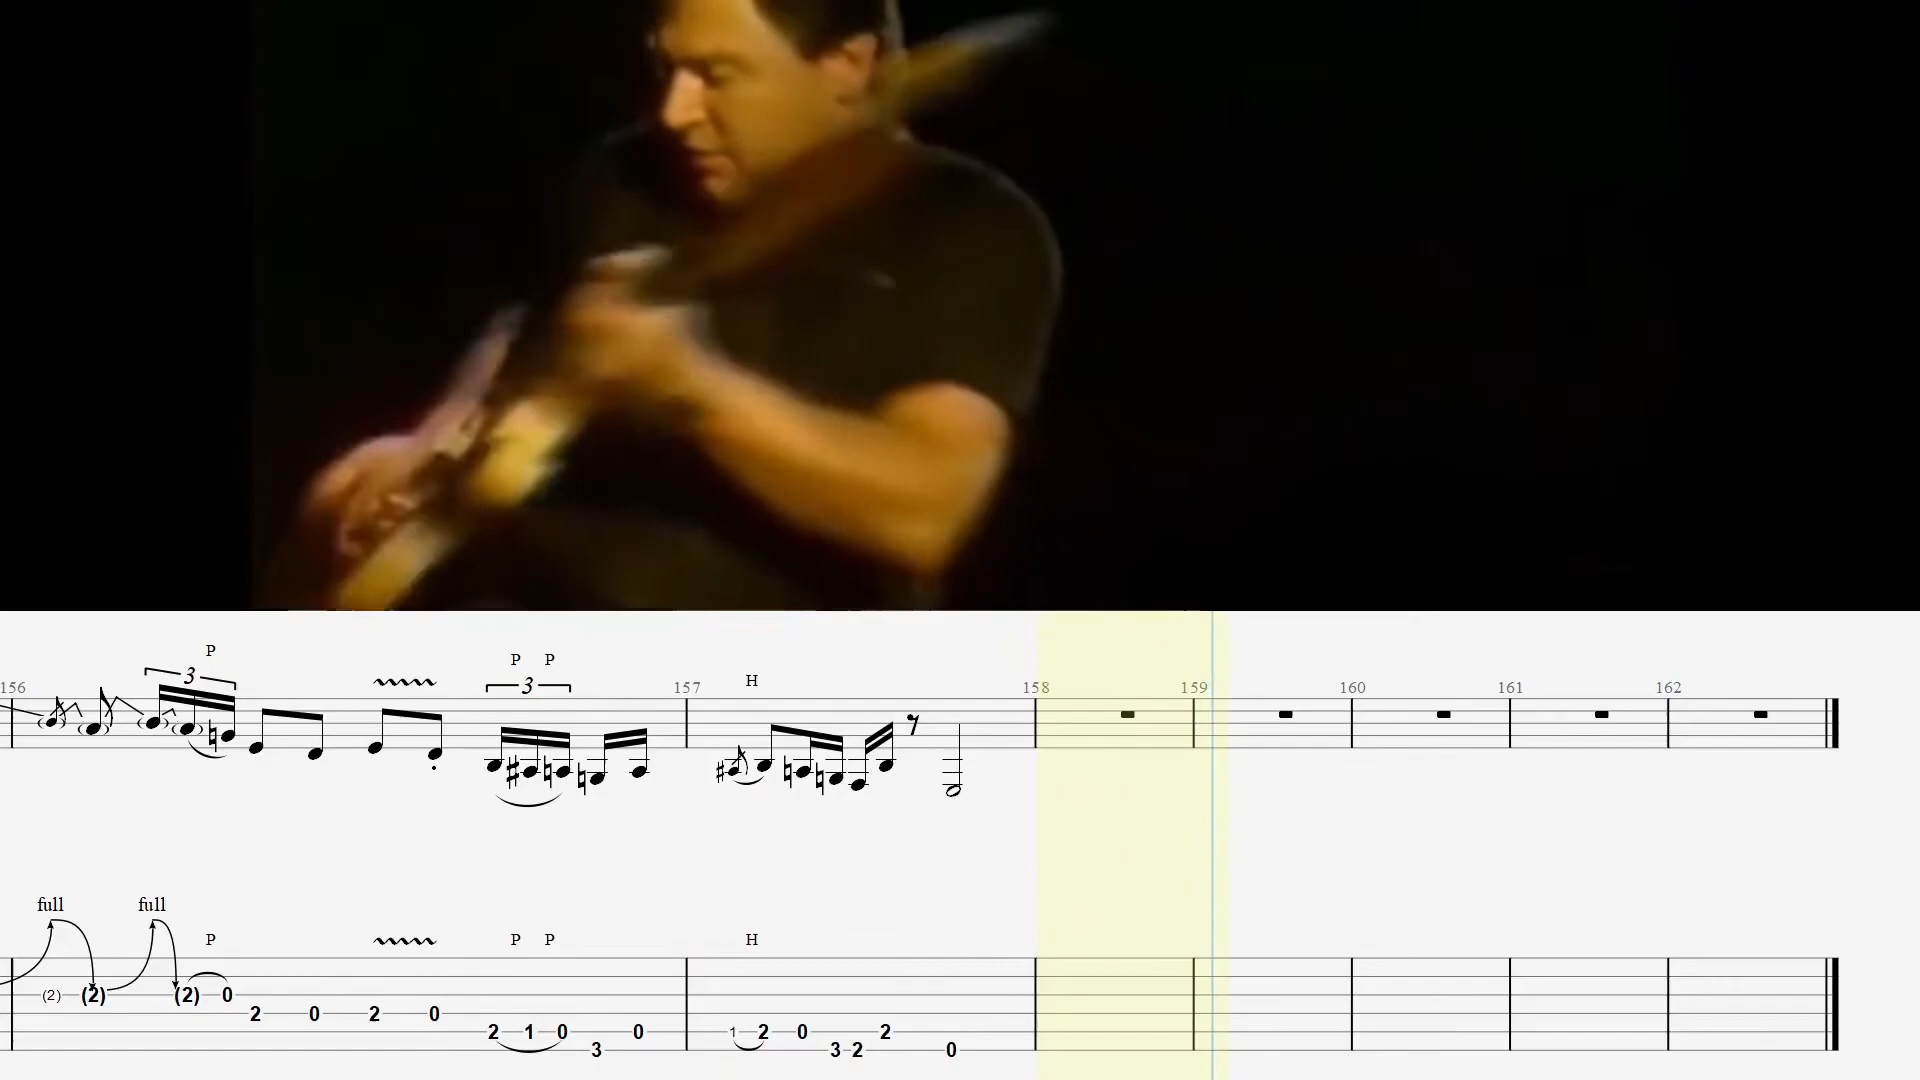 P
3
P P
3
156 157 H 158 159 160 161 162
full full
P P P H
(2) (2) (2) 0
2 0 2 0
2 1 0 0 1 2 0 2
3 3 2 0